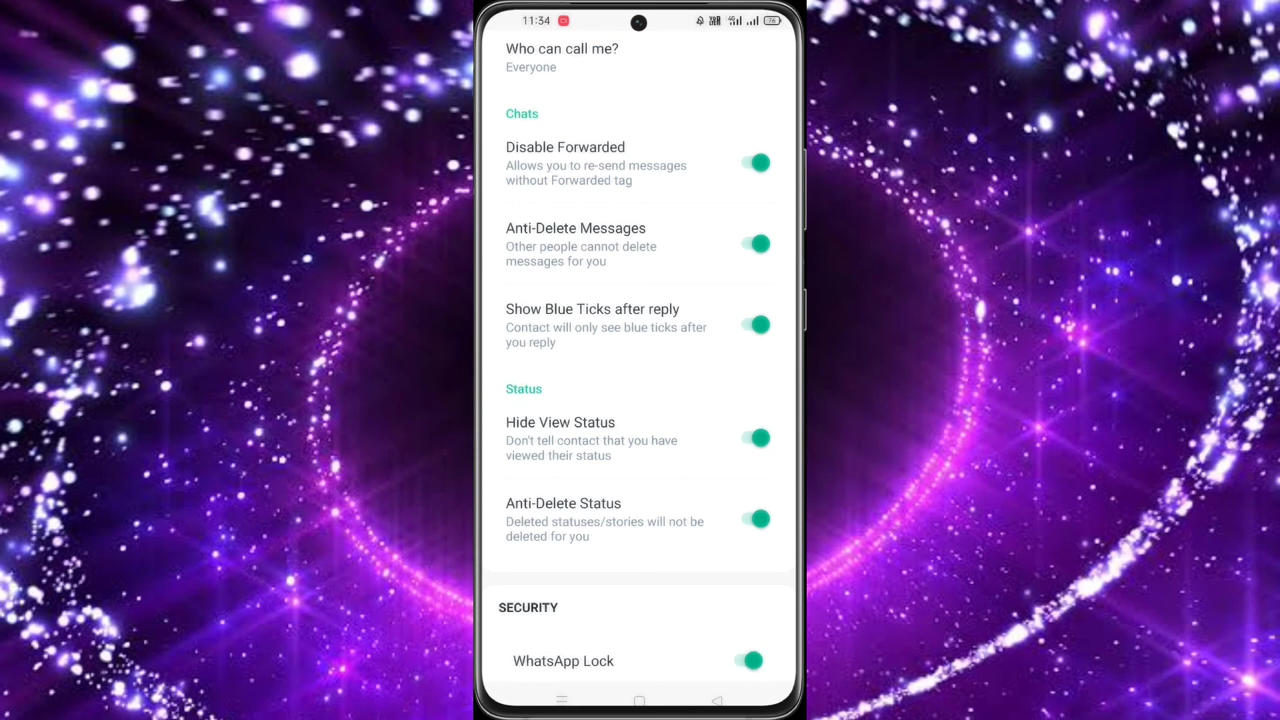 11:34
76
Who can call me?
Everyone
Chats
Disable Forwarded
Allows you to re-send messages
without Forwarded tag
Anti-Delete Messages
Other people cannot delete
messages for you
Show Blue Ticks after reply
Contact will only see blue ticks after
you reply
Status
Hide View Status
Don't tell contact that you have
viewed their status
Anti-Delete Status
Deleted statuses/stories will not be
deleted for you
SECURITY
WhatsApp Lock